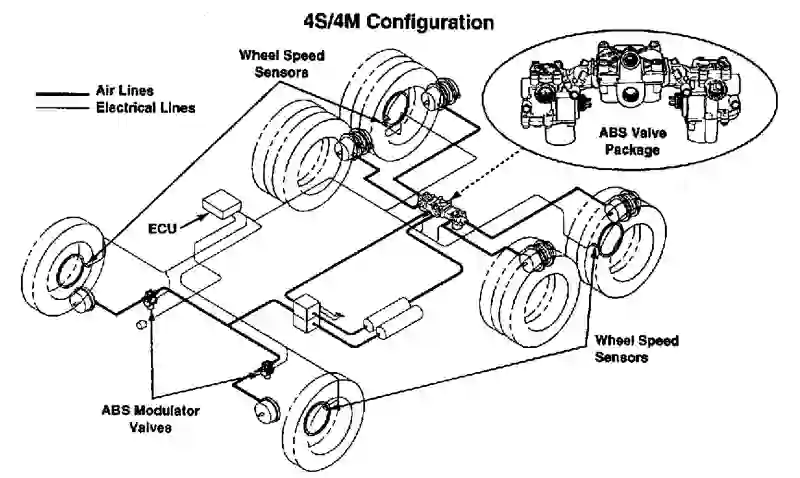 4S/4M Configuration
Wheel Speed
Sensors
Air Lines
Electrical Lines
ABS Valve
Package
ECU
Wheel Speed
Sensors
ABS Modulator
Valves